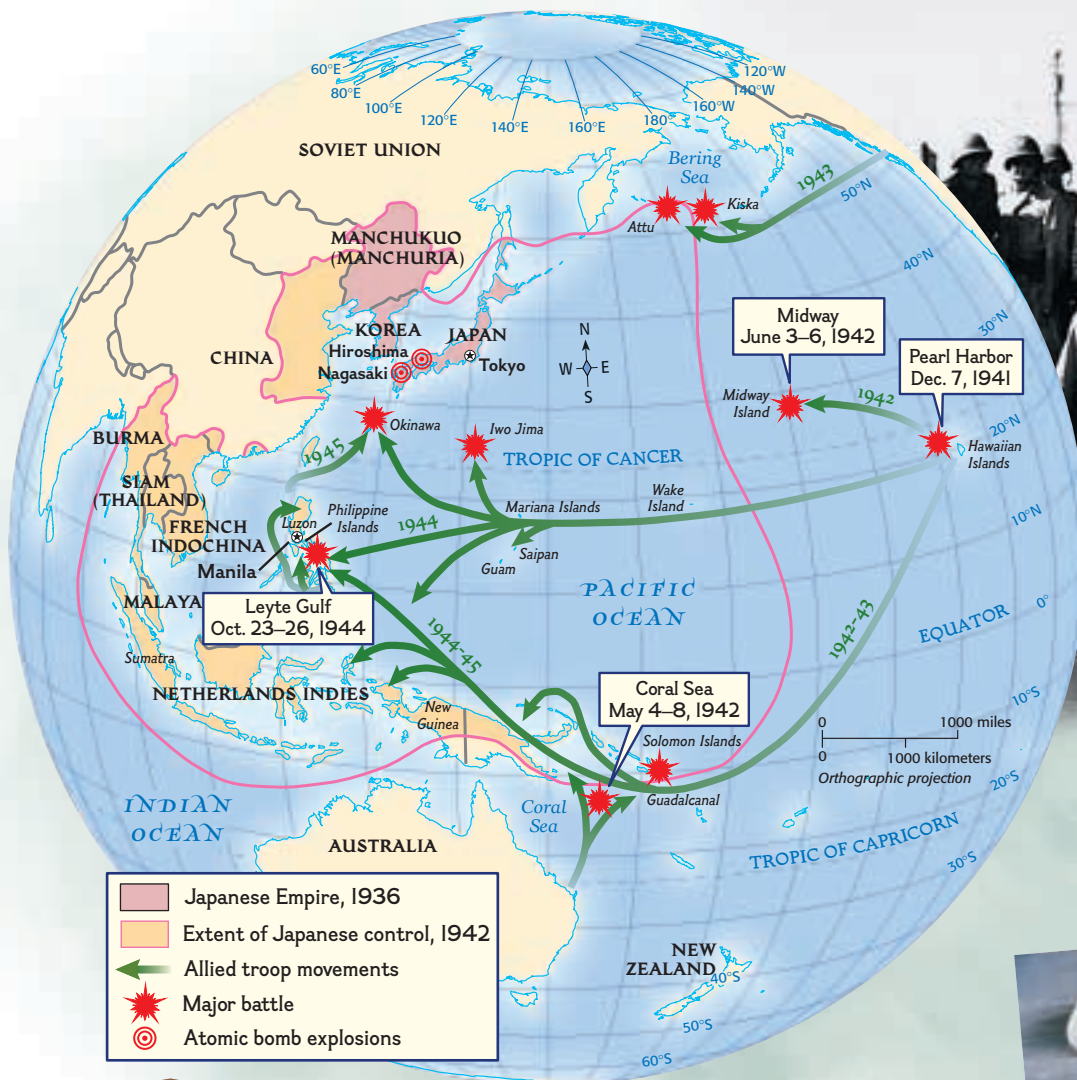 60°E
80°E
100°E
120°E
140°E
160°E
180°
160°W
140°W
120°W
SOVIET UNION
Bering
Sea
1943
50°N
Attu
Kiska
MANCHUKUO
(MANCHURIA)
40°N
KOREA
JAPAN
Hiroshima
Nagasaki
Tokyo
CHINA
N
W
E
S
Midway
June 3–6, 1942
30°N
Pearl Harbor
Dec. 7, 1941
Midway
Island
1942
20°N
Hawaiian
Islands
Okinawa
Iwo Jima
BURMA
1945
TROPIC OF CANCER
SIAM
(THAILAND)
Luzon
Philippine
Islands
1944
Mariana Islands
Wake
Island
10°N
FRENCH
INDOCHINA
Manila
Saipan
Guam
PACIFIC
OCEAN
MALAYA
Leyte Gulf
Oct. 23–26, 1944
EQUATOR
0°
Sumatra
1944-45
1942-43
NETHERLANDS INDIES
New
Guinea
Coral Sea
May 4–8, 1942
10°S
Solomon Islands
0
1000 miles
0
1000 kilometers
Orthographic projection
20°S
INDIAN
OCEAN
Coral
Sea
Guadalcanal
AUSTRALIA
TROPIC OF CAPRICORN
30°S
Japanese Empire, 1936
Extent of Japanese control, 1942
Allied troop movements
Major battle
Atomic bomb explosions
NEW
ZEALAND
40°S
50°S
60°S